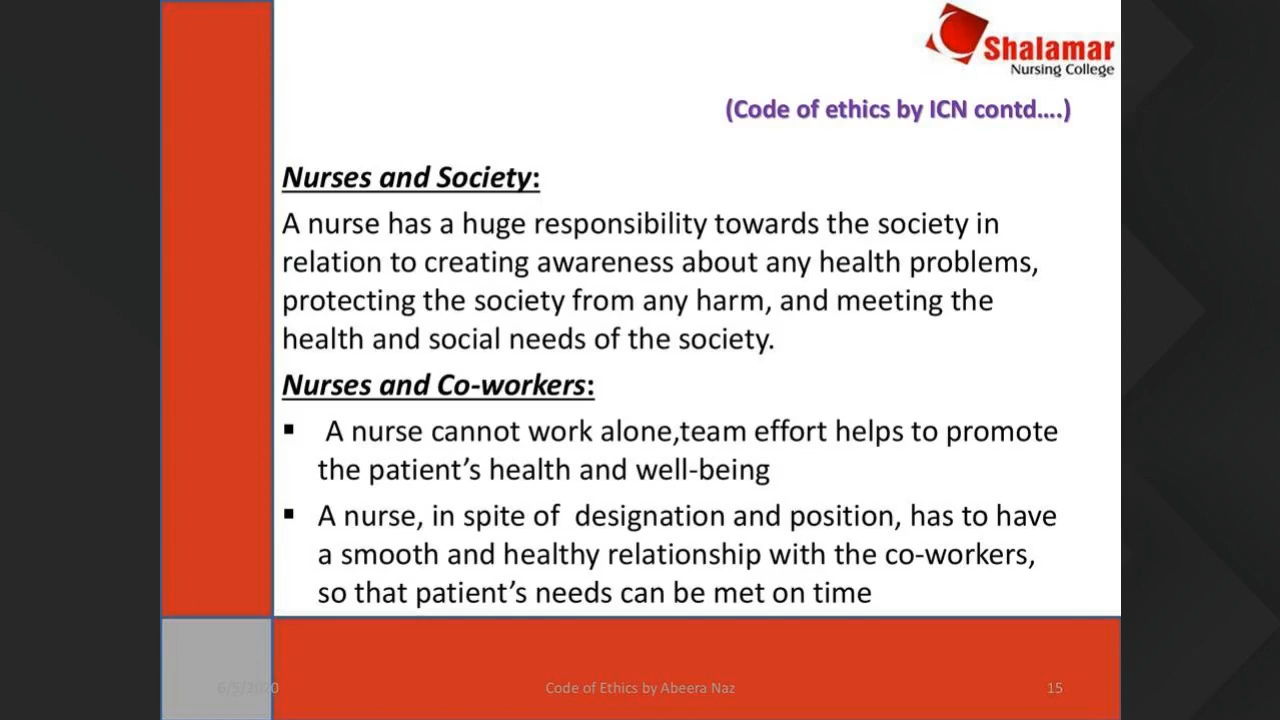 Shalamar
Nursing College
(Code of ethics by ICN contd....)
Nurses and Society:
A nurse has a huge responsibility towards the society in
relation to creating awareness about any health problems,
protecting the society from any harm, and meeting the
health and social needs of the society.
Nurses and Co-workers:
▪ A nurse cannot work alone,team effort helps to promote
the patient’s health and well-being
▪ A nurse, in spite of designation and position, has to have
a smooth and healthy relationship with the co-workers,
so that patient’s needs can be met on time
6/5/2020 Code of Ethics by Abeera Naz 15